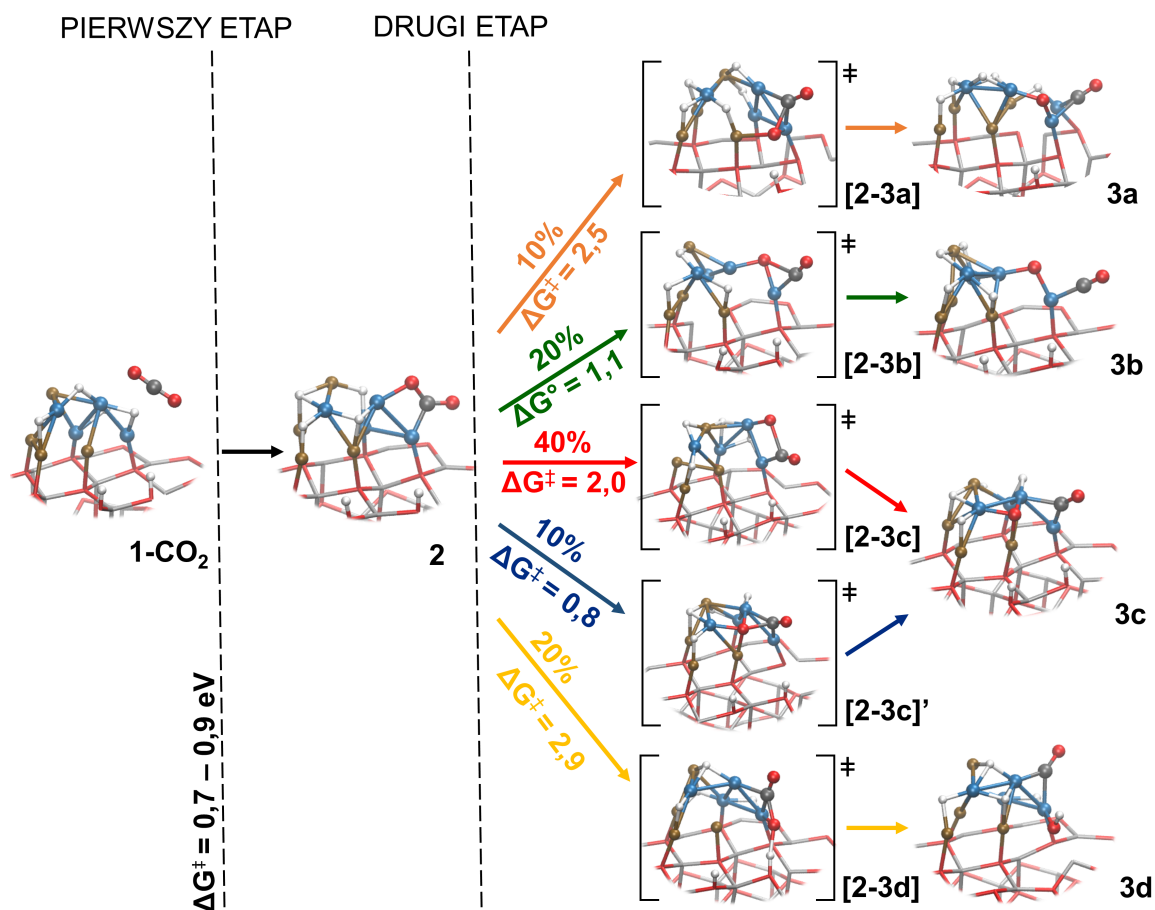 PIERWSZY ETAP
DRUGI ETAP
1-CO₂
ΔG‡ = 0,7 – 0,9 eV
2
10%
ΔG‡ = 2,5
20%
ΔG° = 1,1
40%
ΔG‡ = 2,0
10%
ΔG‡ = 0,8
20%
ΔG‡ = 2,9
‡
[2-3a]
3a
‡
[2-3b]
3b
‡
[2-3c]
3c
‡
[2-3c]’
‡
[2-3d]
3d